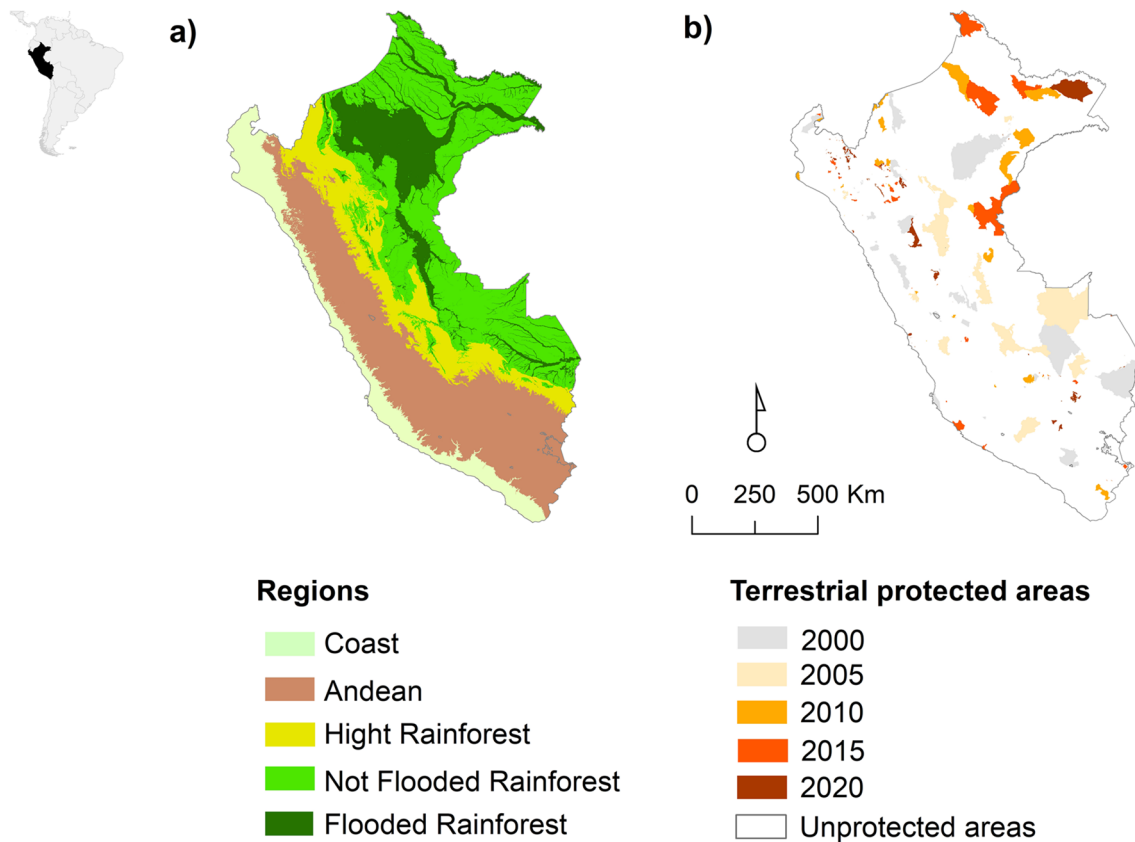 a)
b)
0 250 500 Km
Regions
Coast
Andean
Hight Rainforest
Not Flooded Rainforest
Flooded Rainforest
Terrestrial protected areas
2000
2005
2010
2015
2020
Unprotected areas